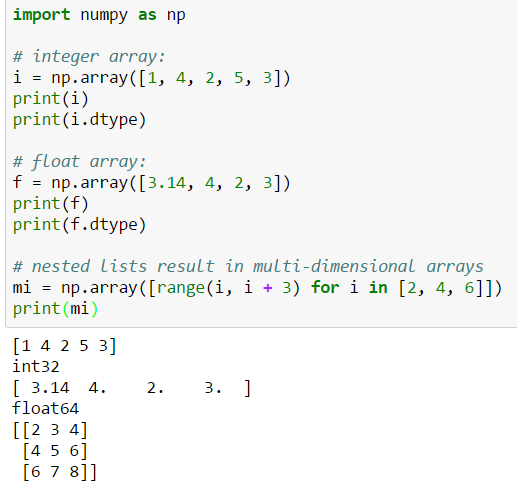 import numpy as np
# integer array:
i = np.array([1, 4, 2, 5, 3])
print(i)
print(i.dtype)
# float array:
f = np.array([3.14, 4, 2, 3])
print(f)
print(f.dtype)
# nested lists result in multi-dimensional arrays
mi = np.array([range(i, i + 3) for i in [2, 4, 6]])
print(mi)
[1 4 2 5 3]
int32
[ 3.14  4.    2.    3.  ]
float64
[[2 3 4]
 [4 5 6]
 [6 7 8]]